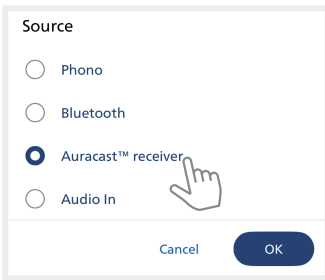 Source
Phono
Bluetooth
Auracast™ receiver
Audio In
Cancel
OK